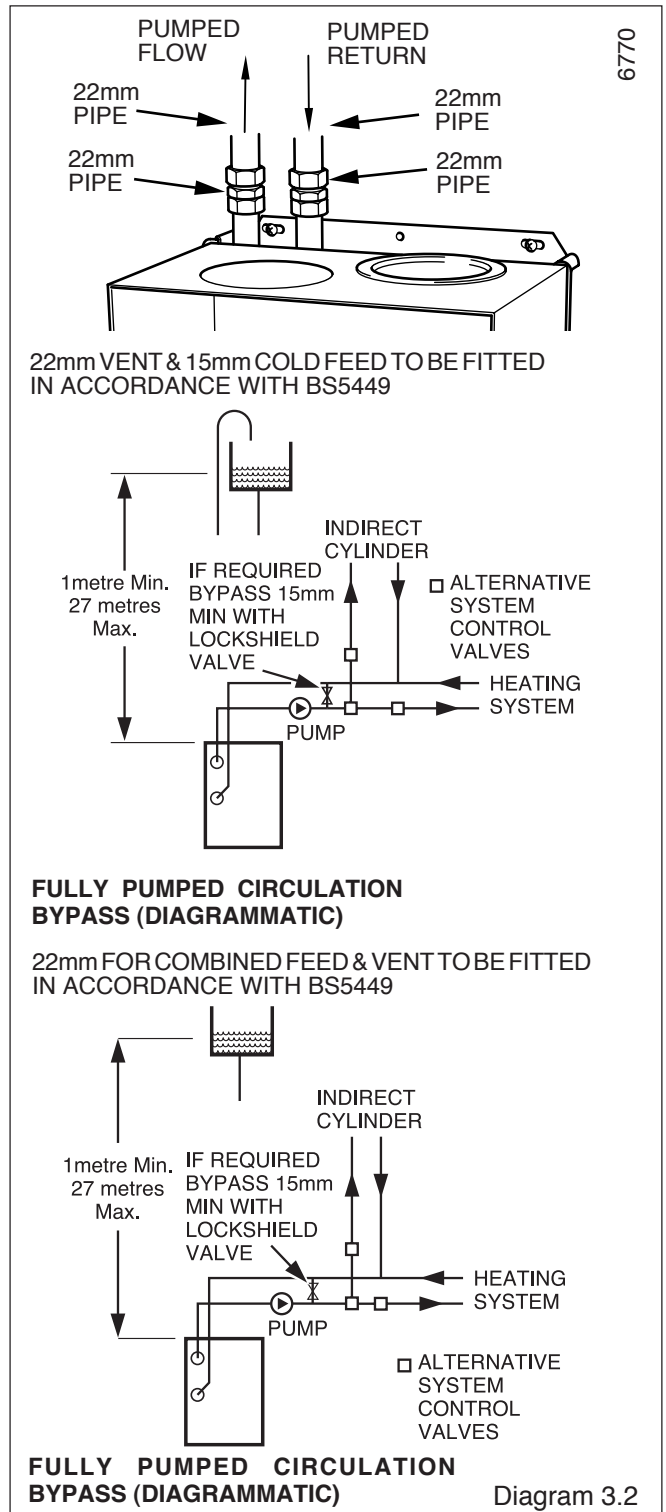 PUMPED
FLOW
PUMPED
RETURN
6770
22mm
PIPE
22mm
PIPE
22mm
PIPE
22mm
PIPE
22mm VENT & 15mm COLD FEED TO BE FITTED
IN ACCORDANCE WITH BS5449
INDIRECT
CYLINDER
1metre Min.
27 metres
Max.
IF REQUIRED
BYPASS 15mm
MIN WITH
LOCKSHIELD
VALVE
ALTERNATIVE
SYSTEM
CONTROL
VALVES
HEATING
SYSTEM
PUMP
FULLY PUMPED CIRCULATION
BYPASS (DIAGRAMMATIC)
22mm FOR COMBINED FEED & VENT TO BE FITTED
IN ACCORDANCE WITH BS5449
INDIRECT
CYLINDER
1metre Min.
27 metres
Max.
IF REQUIRED
BYPASS 15mm
MIN WITH
LOCKSHIELD
VALVE
HEATING
SYSTEM
PUMP
ALTERNATIVE
SYSTEM
CONTROL
VALVES
FULLY PUMPED CIRCULATION
BYPASS (DIAGRAMMATIC)
Diagram 3.2